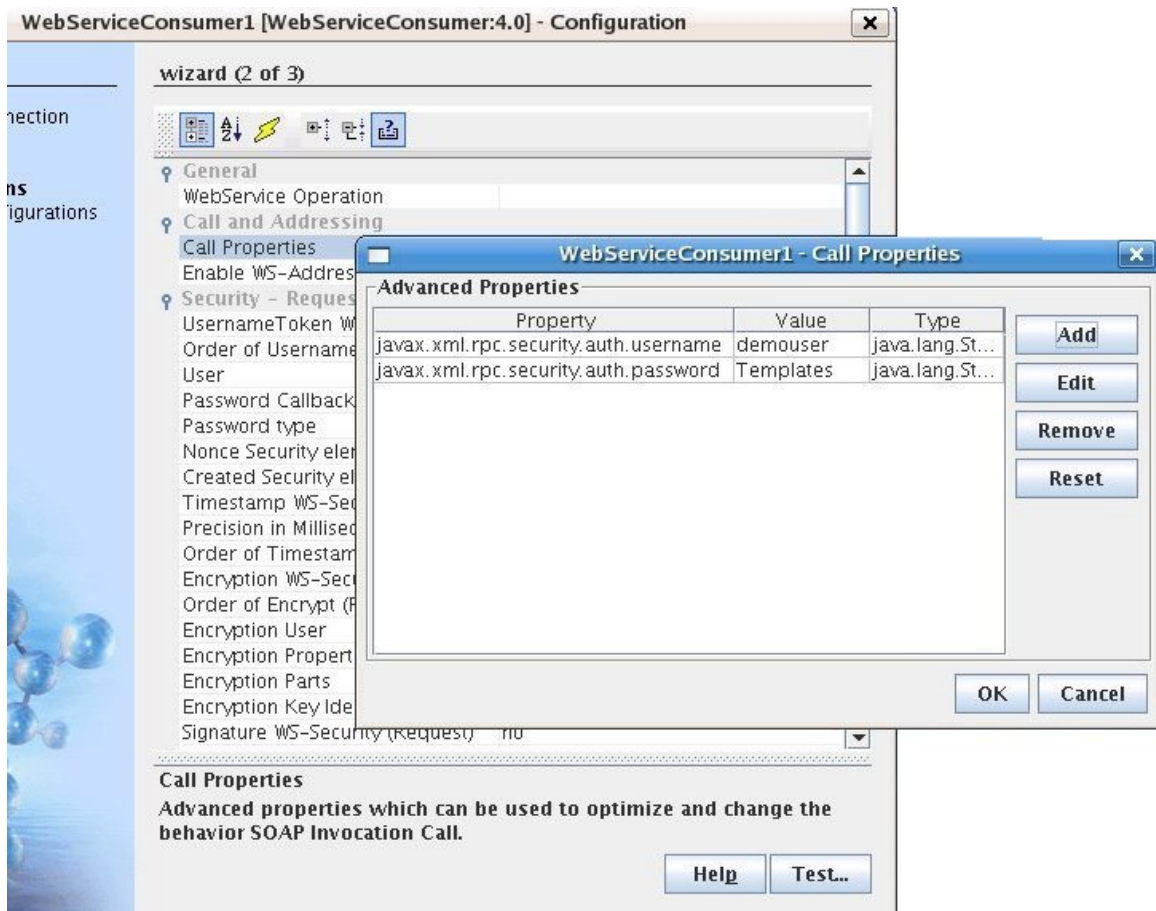 WebServiceConsumer1 [WebServiceConsumer:4.0] - Configuration
wizard (2 of 3)
nection
ns
igurations
General
WebService Operation
Call and Addressing
Call Properties
Enable WS-Addres
Security - Reques
UsernameToken W
Order of Username
User
Password Callback
Password type
Nonce Security eler
Created Security el
Timestamp WS-Sec
Precision in Millisec
Order of Timestam
Encryption WS-Secu
Order of Encrypt (R
Encryption User
Encryption Propert
Encryption Parts
Encryption Key Ide
Signature WS-Security (Request) no
WebServiceConsumer1 - Call Properties
Advanced Properties
Property Value Type
javax.xml.rpc.security.auth.username demouser java.lang.St...
javax.xml.rpc.security.auth.password Templates java.lang.St...
Add
Edit
Remove
Reset
OK Cancel
Call Properties
Advanced properties which can be used to optimize and change the
behavior SOAP Invocation Call.
Help Test...